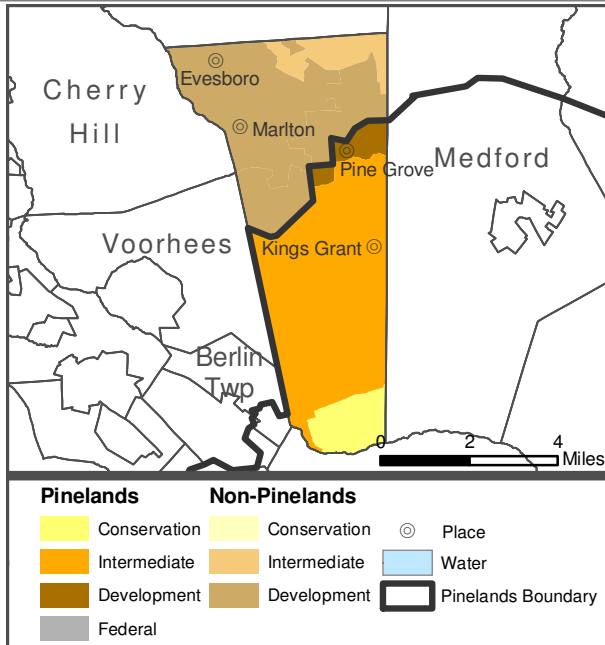 Evesboro
Cherry
Hill
Marlton
Pine Grove
Medford
Voorhees
Kings Grant
Berlin
Twp
0 2 4
Miles
Pinelands
Conservation
Intermediate
Development
Federal
Non-Pinelands
Conservation
Intermediate
Development
Place
Water
Pinelands Boundary